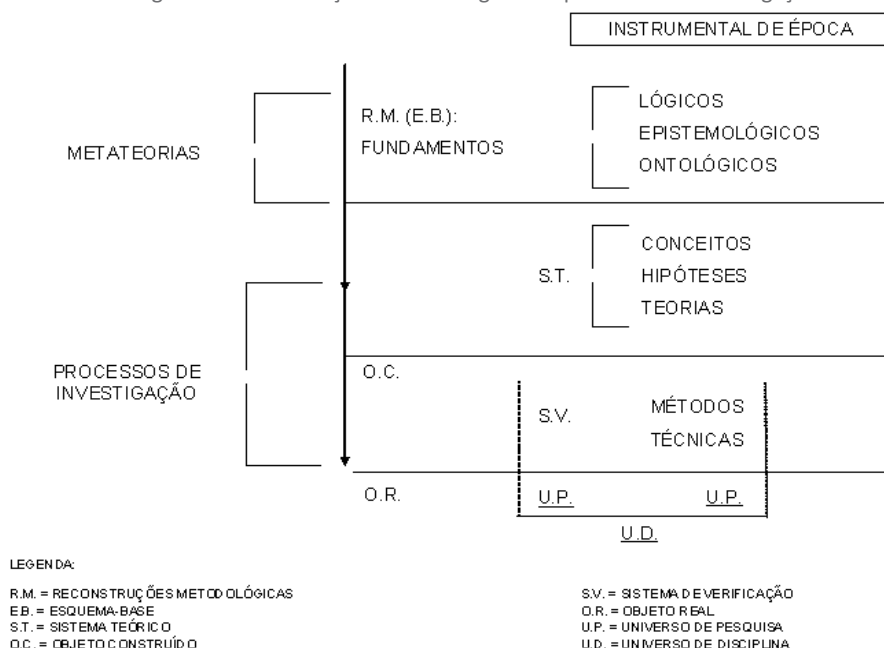 INSTRUMENTAL DE ÉPOCA
METATEORIAS
R.M. (E.B.):
FUNDAMENTOS
LÓGICOS
EPISTEMOLÓGICOS
ONTOLÓGICOS
S.T.
CONCEITOS
HIPÓTESES
TEORIAS
PROCESSOS DE
INVESTIGAÇÃO
O.C.
S.V.
MÉTODOS
TÉCNICAS
O.R.
U.P.
U.P.
U.D.
LEGENDA:
R.M. = RECONSTRUÇÕES METODOLÓGICAS
E.B. = ESQUEMA-BASE
S.T. = SISTEMA TEÓRICO
O.C. = OBJETO CONSTRUÍDO
S.V. = SISTEMA DE VERIFICAÇÃO
O.R. = OBJETO REAL
U.P. = UNIVERSO DE PESQUISA
U.D. = UNIVERSO DE DISCIPLINA